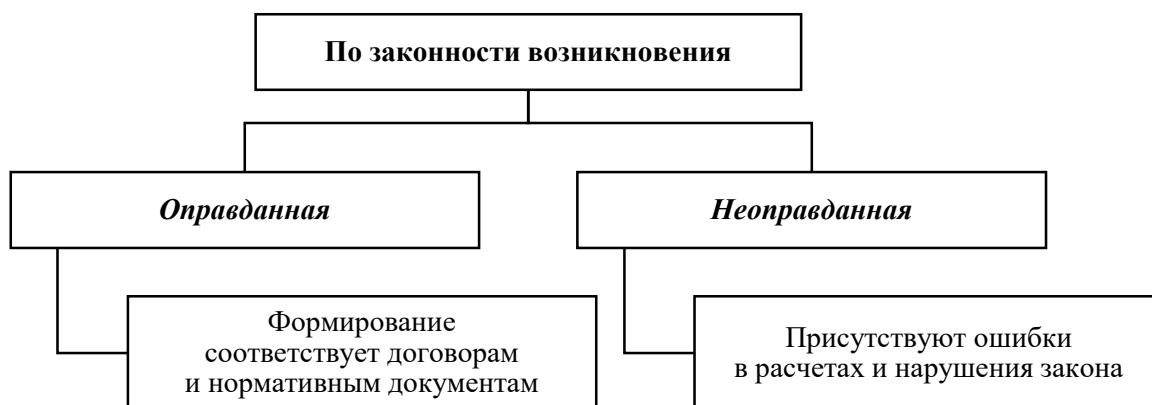 По законности возникновения
Оправданная
Неоправданная
Формирование
соответствует договорам
и нормативным документам
Присутствуют ошибки
в расчетах и нарушения закона